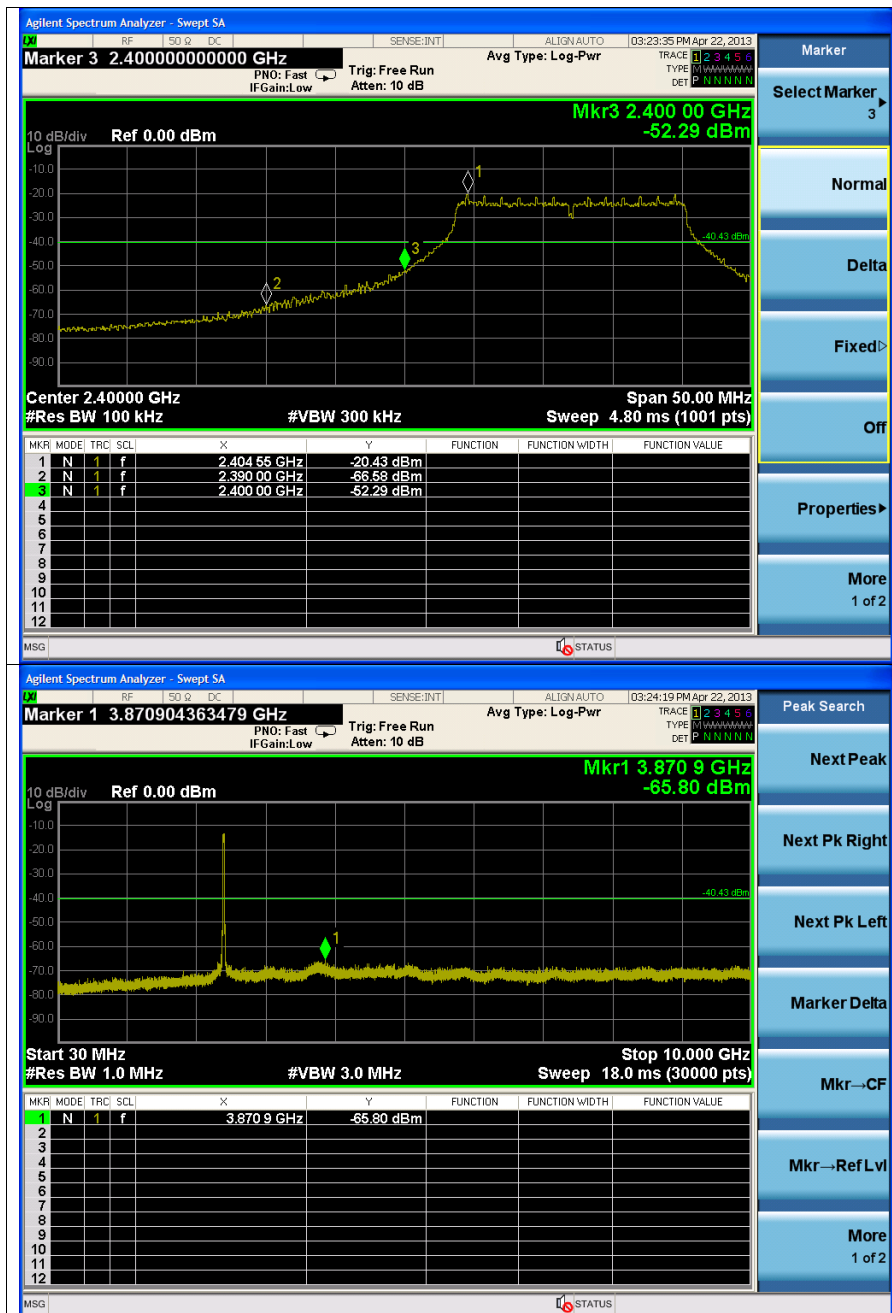 Agilent Spectrum Analyzer - Swept SA
LXI RF 50 Ω DC SENSE:INT ALIGNAUTO 03:23:35 PM Apr 22, 2013
Marker 3 2.400000000000 GHz
PNO: Fast
IFGain:Low
Trig: Free Run
Atten: 10 dB
Avg Type: Log-Pwr
TRACE 1 2 3 4 5 6
TYPE M
DET P N N N N N
Mkr3 2.400 00 GHz
-52.29 dBm
10 dB/div Ref 0.00 dBm
Log
-10.0
1
-20.0
-30.0
-40.0
-40.43 dBm
3
-50.0
-60.0
2
-70.0
-80.0
-90.0
Center 2.40000 GHz Span 50.00 MHz
#Res BW 100 kHz #VBW 300 kHz Sweep 4.80 ms (1001 pts)
MKR MODE TRC SCL X Y FUNCTION FUNCTION WIDTH FUNCTION VALUE
1 N 1 f 2.404 55 GHz -20.43 dBm
2 N 1 f 2.390 00 GHz -66.58 dBm
3 N 1 f 2.400 00 GHz -52.29 dBm
4
5
6
7
8
9
10
11
12
MSG STATUS
Marker
Select Marker
3
Normal
Delta
Fixed
Off
Properties
More
1 of 2
Agilent Spectrum Analyzer - Swept SA
LXI RF 50 Ω DC SENSE:INT ALIGNAUTO 03:24:19 PM Apr 22, 2013
Marker 1 3.870904363479 GHz
PNO: Fast
IFGain:Low
Trig: Free Run
Atten: 10 dB
Avg Type: Log-Pwr
TRACE 1 2 3 4 5 6
TYPE M
DET P N N N N N
Mkr1 3.870 9 GHz
-65.80 dBm
10 dB/div Ref 0.00 dBm
Log
-10.0
-20.0
-30.0
-40.0
-40.43 dBm
-50.0
1
-60.0
-70.0
-80.0
-90.0
Start 30 MHz Stop 10.000 GHz
#Res BW 1.0 MHz #VBW 3.0 MHz Sweep 18.0 ms (30000 pts)
MKR MODE TRC SCL X Y FUNCTION FUNCTION WIDTH FUNCTION VALUE
1 N 1 f 3.870 9 GHz -65.80 dBm
2
3
4
5
6
7
8
9
10
11
12
MSG STATUS
Peak Search
Next Peak
Next Pk Right
Next Pk Left
Marker Delta
Mkr→CF
Mkr→Ref Lvl
More
1 of 2